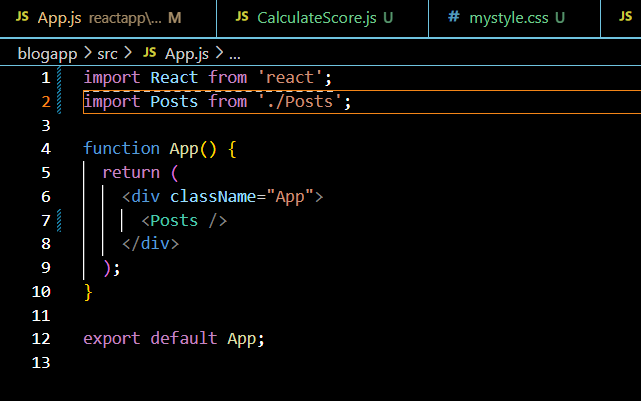 JS App.js reactapp\... M JS CalculateScore.js U # mystyle.css U JS
blogapp > src > JS App.js > ...
1 import React from 'react';
2 import Posts from './Posts';
3
4 function App() {
5 return (
6 <div className="App">
7 <Posts />
8 </div>
9 );
10 }
11
12 export default App;
13